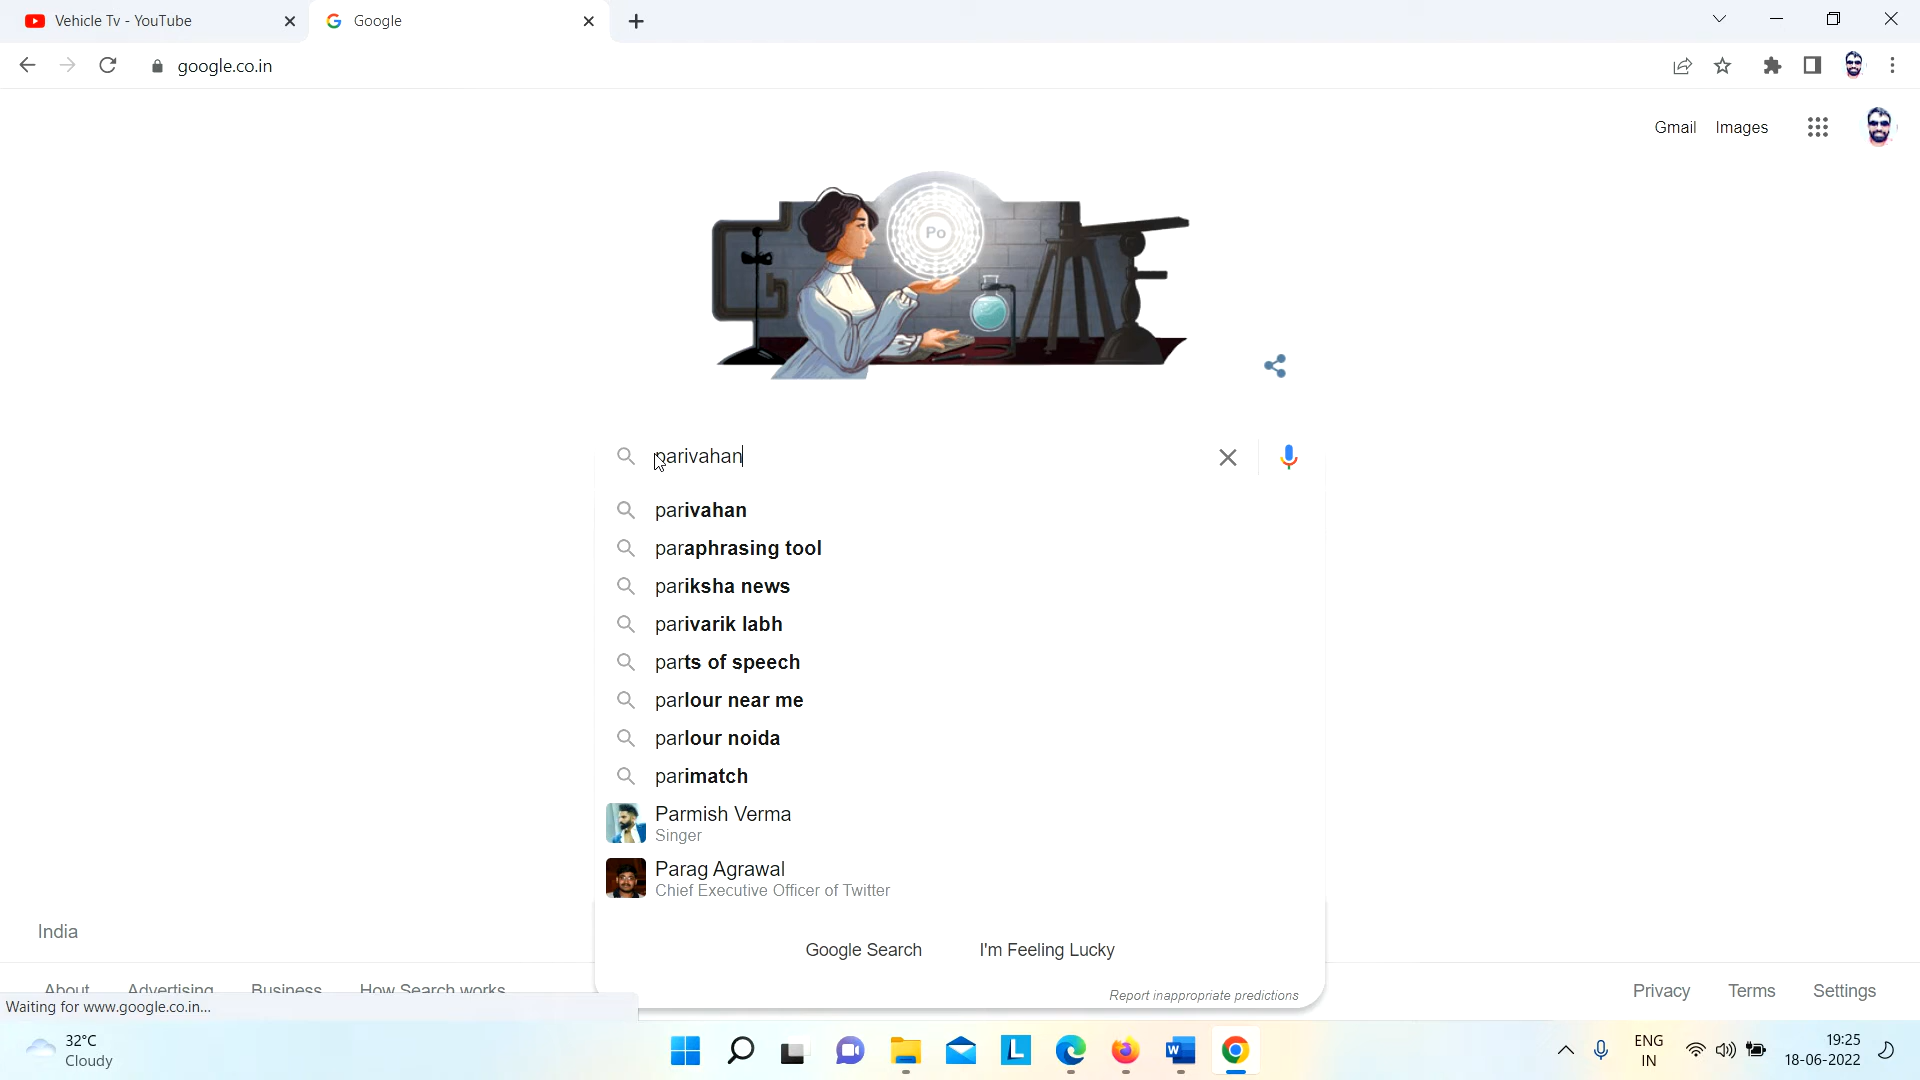 Vehicle Tv - YouTube
Google
google.co.in
Gmail Images
Po
parivahan
parivahan
paraphrasing tool
pariksha news
parivarik labh
parts of speech
parlour near me
parlour noida
parimatch
Parmish Verma
Singer
Parag Agrawal
Chief Executive Officer of Twitter
India
Google Search I'm Feeling Lucky
Report inappropriate predictions
About Advertising Business How Search works
Privacy Terms Settings
Waiting for www.google.co.in...
32°C
Cloudy
ENG
IN
19:25
18-06-2022